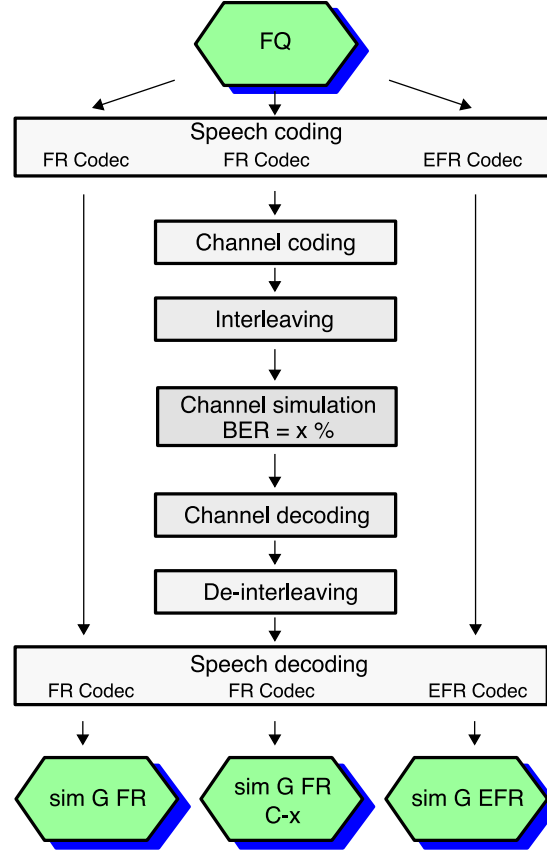 FQ
Speech coding
FR Codec FR Codec EFR Codec
Channel coding
Interleaving
Channel simulation
BER = x %
Channel decoding
De-interleaving
Speech decoding
FR Codec FR Codec EFR Codec
sim G FR
sim G FR
C-x
sim G EFR